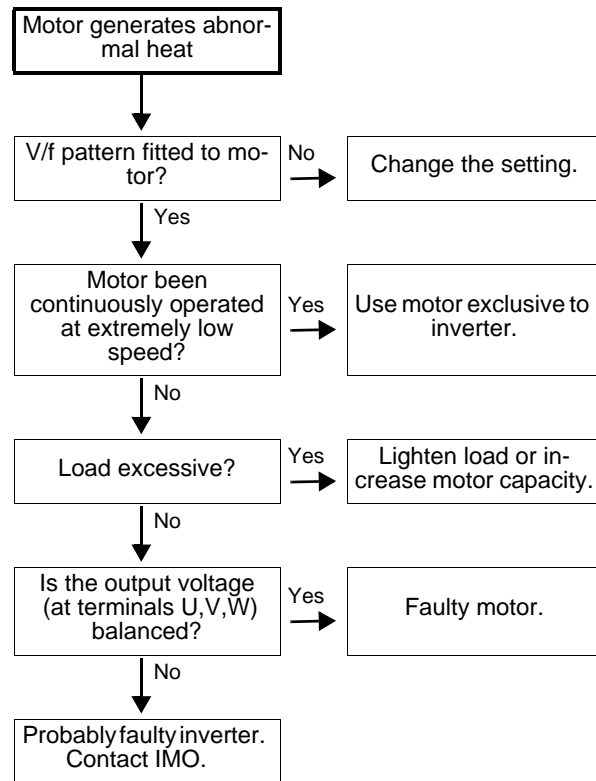 Motor generates abnor-
mal heat
V/f pattern fitted to mo-
tor?
No
Change the setting.
Yes
Motor been
continuously operated
at extremely low
speed?
Yes
Use motor exclusive to
inverter.
No
Load excessive?
Yes
Lighten load or in-
crease motor capacity.
No
Is the output voltage
(at terminals U,V,W)
balanced?
Yes
Faulty motor.
No
Probably faulty inverter.
Contact IMO.